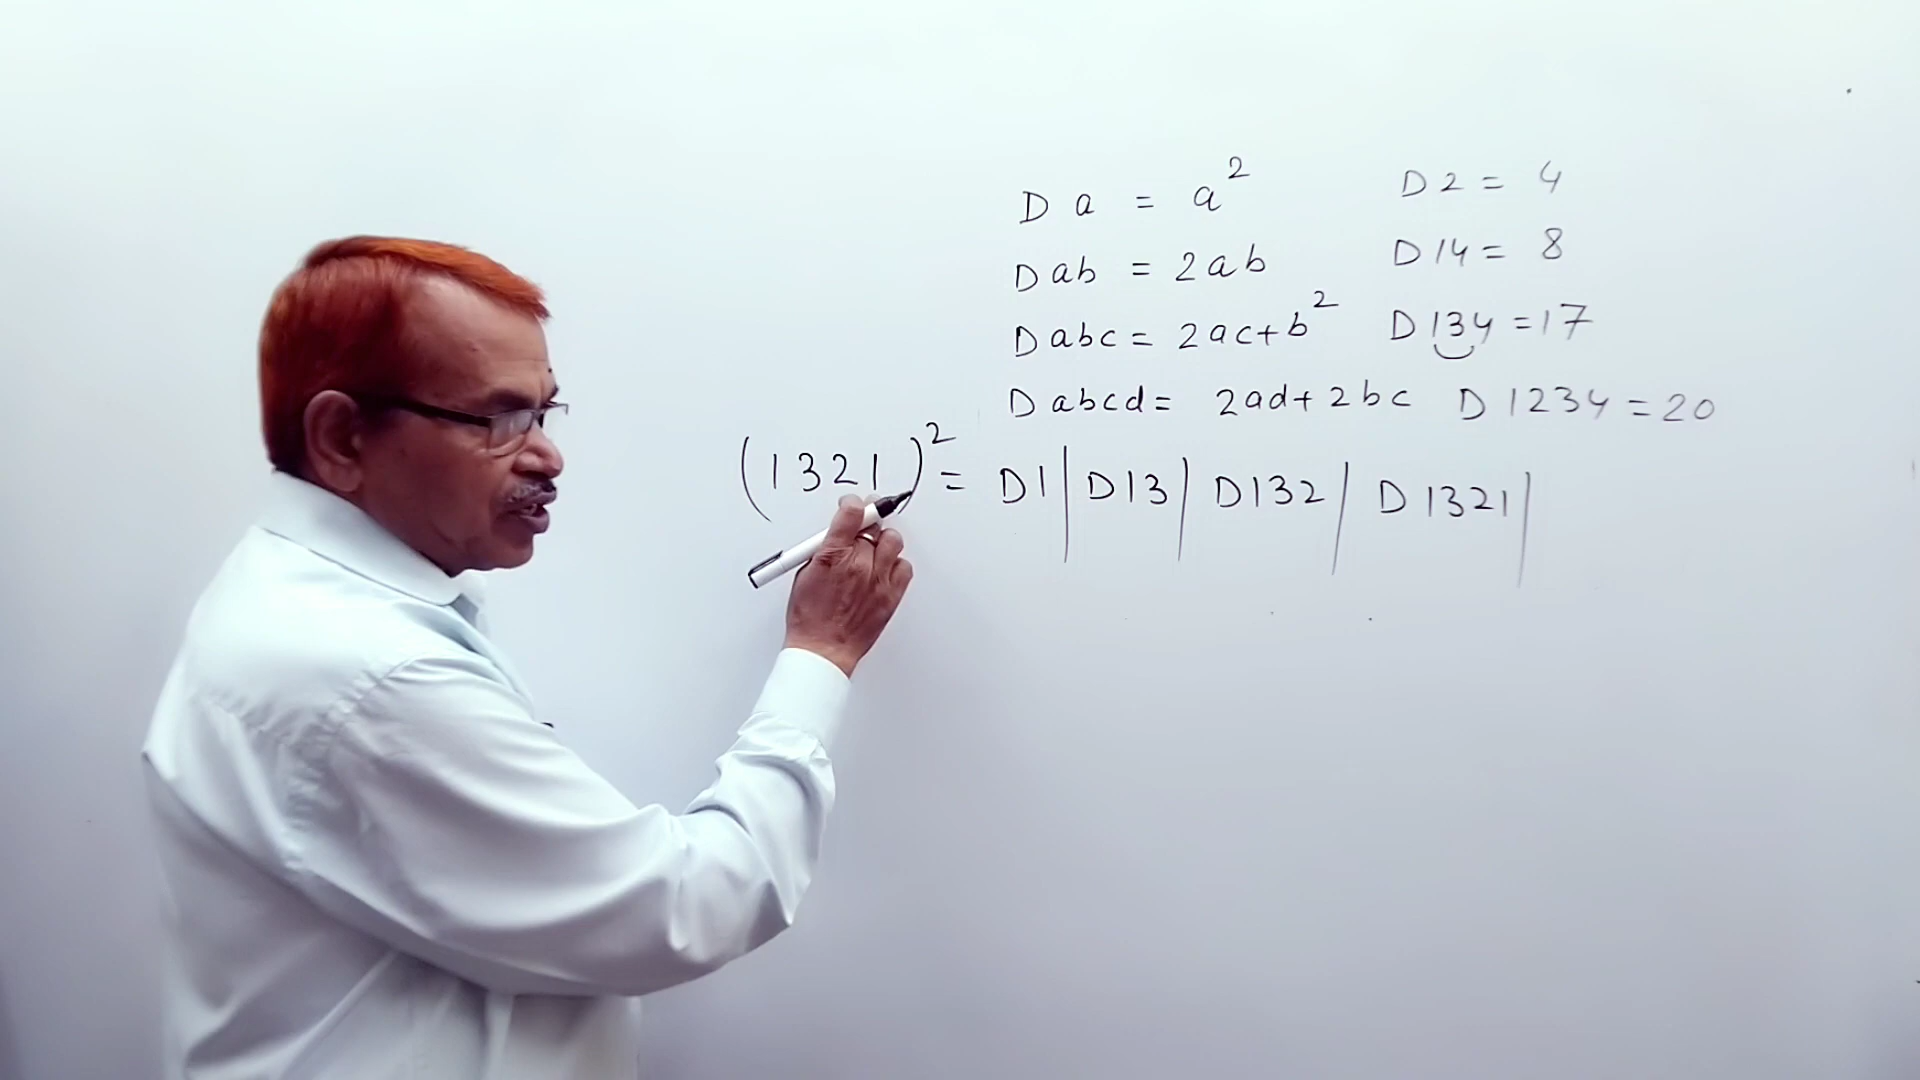 D a = a² D 2 = 4
D ab = 2ab D 14 = 8
D abc = 2ac+b² D 134 = 17
D abcd = 2ad+2bc D 1234 = 20
(1321)² = D1| D13| D132| D 1321|